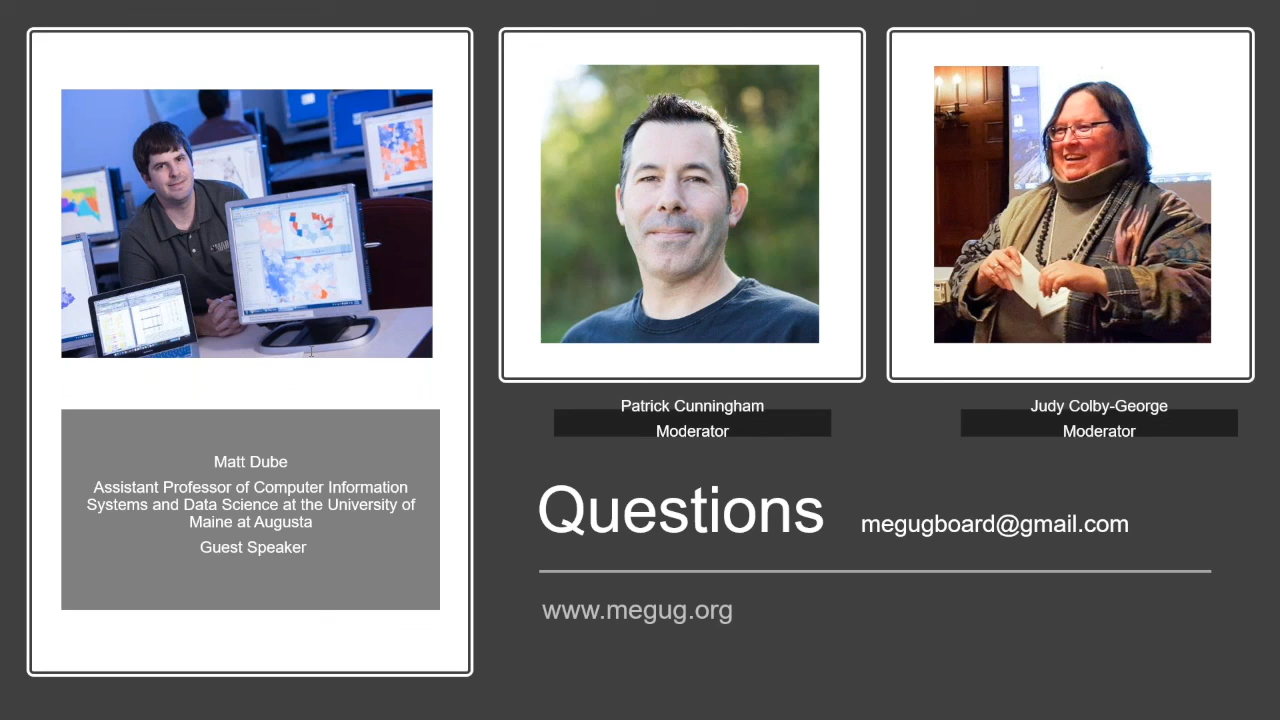 Matt Dube
Assistant Professor of Computer Information
Systems and Data Science at the University of
Maine at Augusta
Guest Speaker
Patrick Cunningham
Moderator
Judy Colby-George
Moderator
Questions
megugboard@gmail.com
www.megug.org